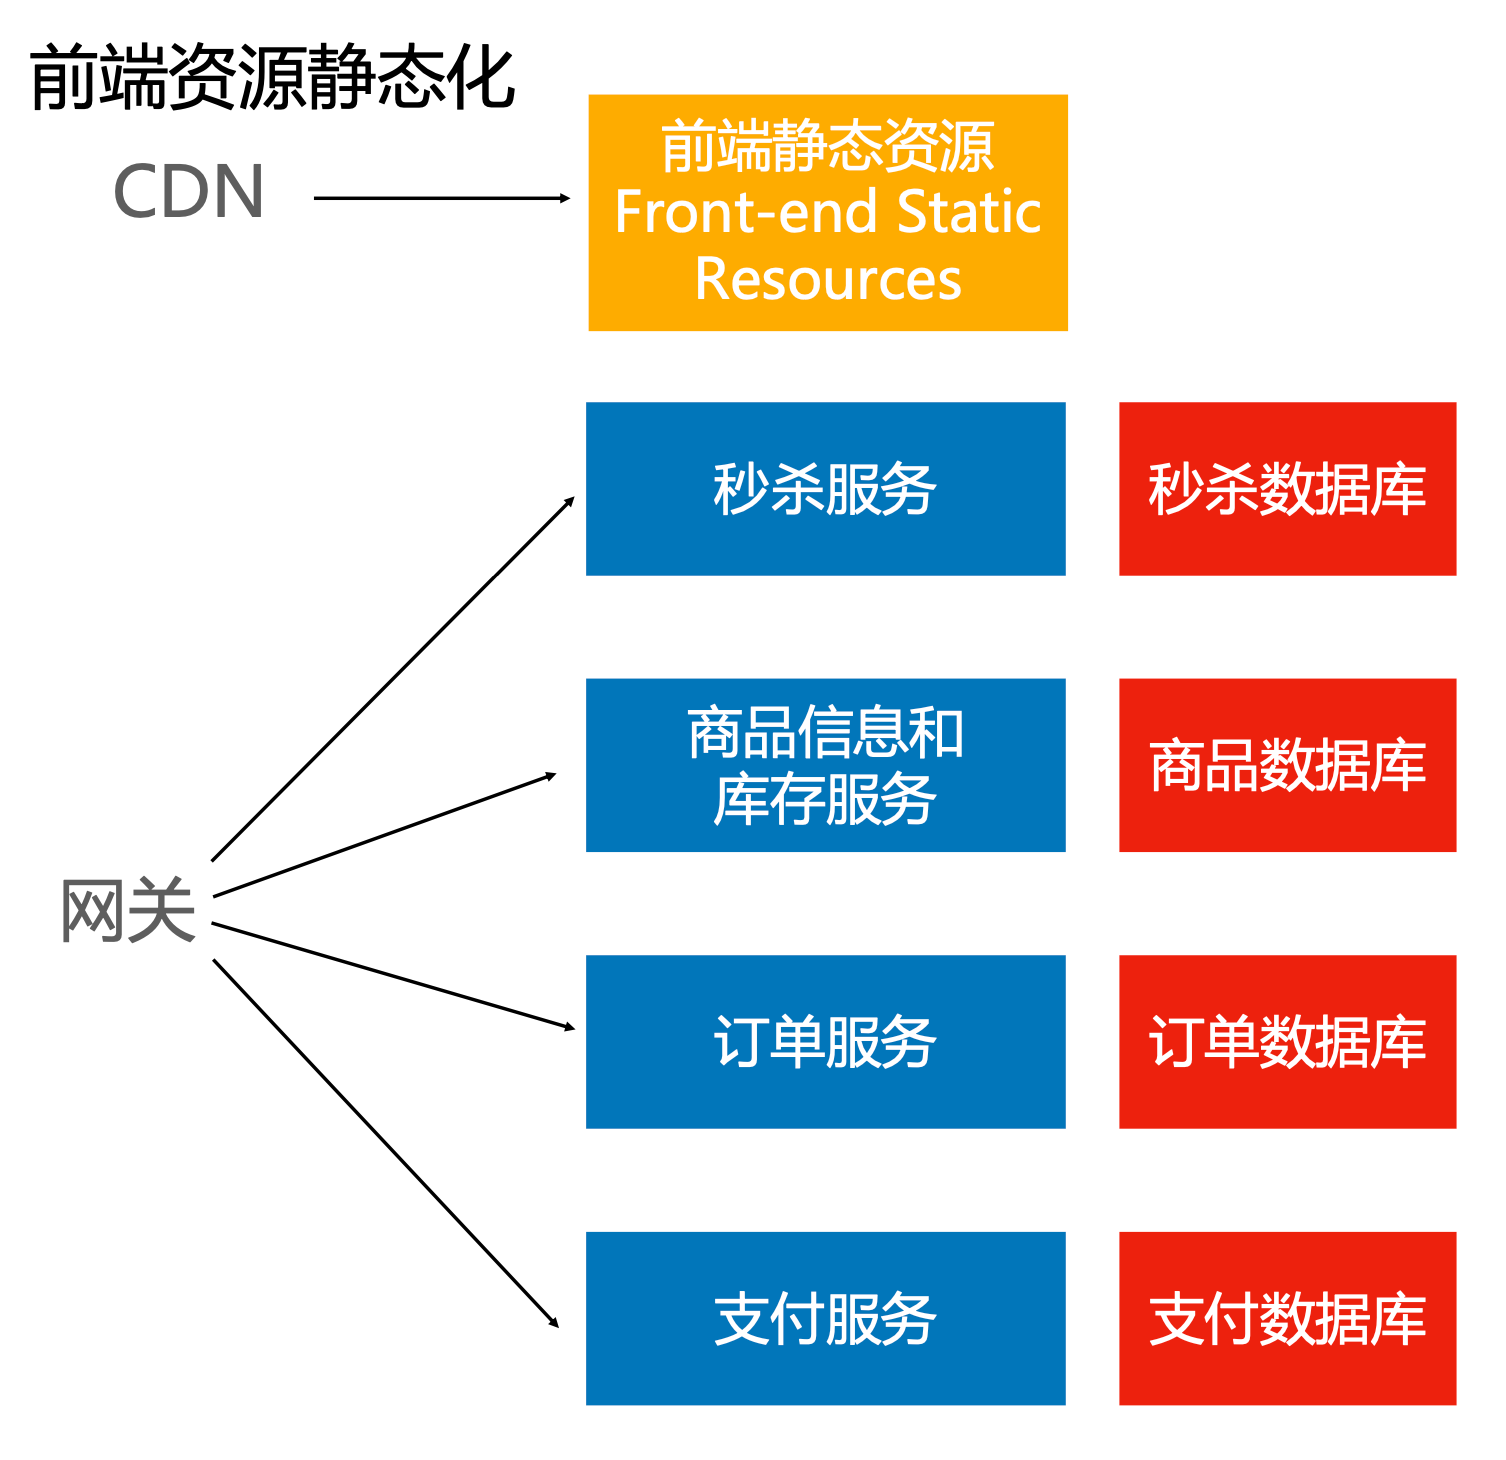 前端资源静态化
CDN
前端静态资源
Front-end Static
Resources
秒杀服务
秒杀数据库
商品信息和
库存服务
商品数据库
网关
订单服务
订单数据库
支付服务
支付数据库